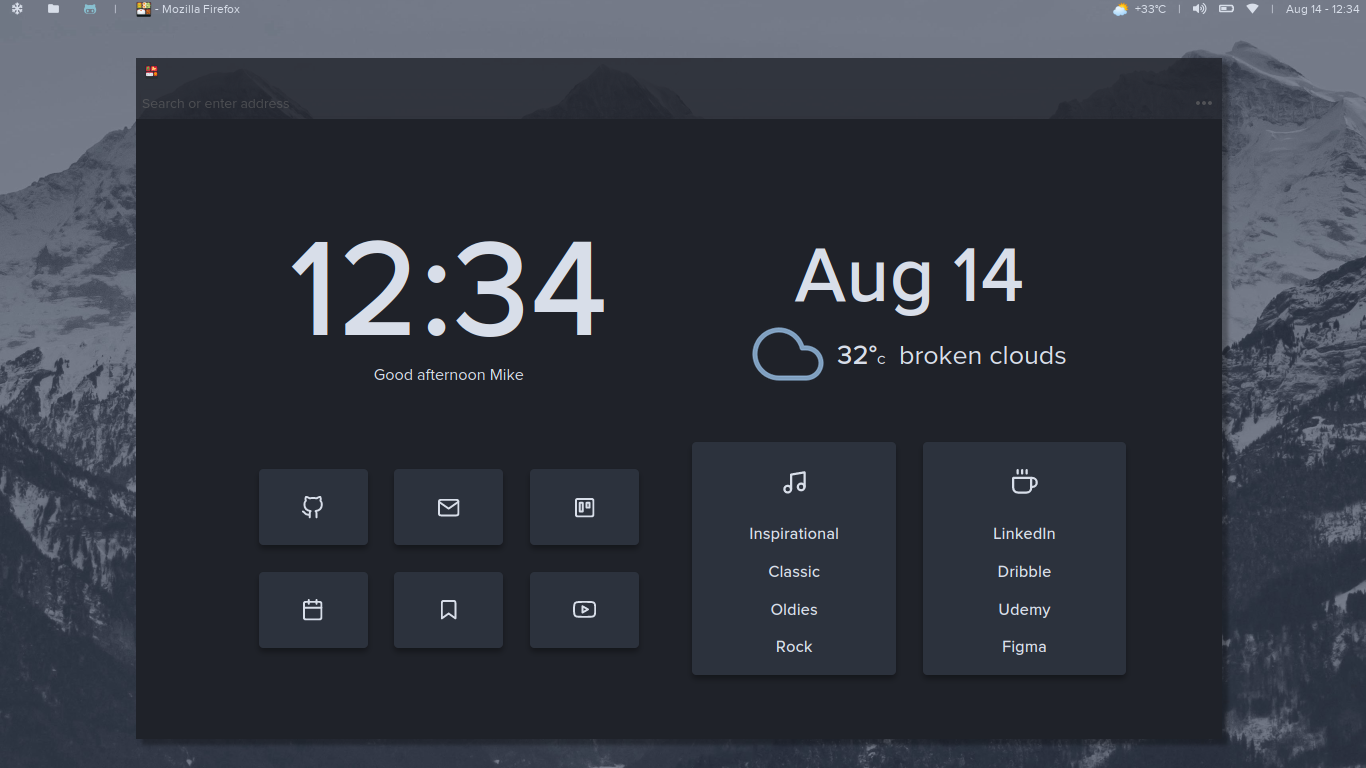 - Mozilla Firefox
+33°C
Aug 14 - 12:34
Search or enter address
12:34
Good afternoon Mike
Aug 14
32°c broken clouds
Inspirational
Classic
Oldies
Rock
LinkedIn
Dribble
Udemy
Figma